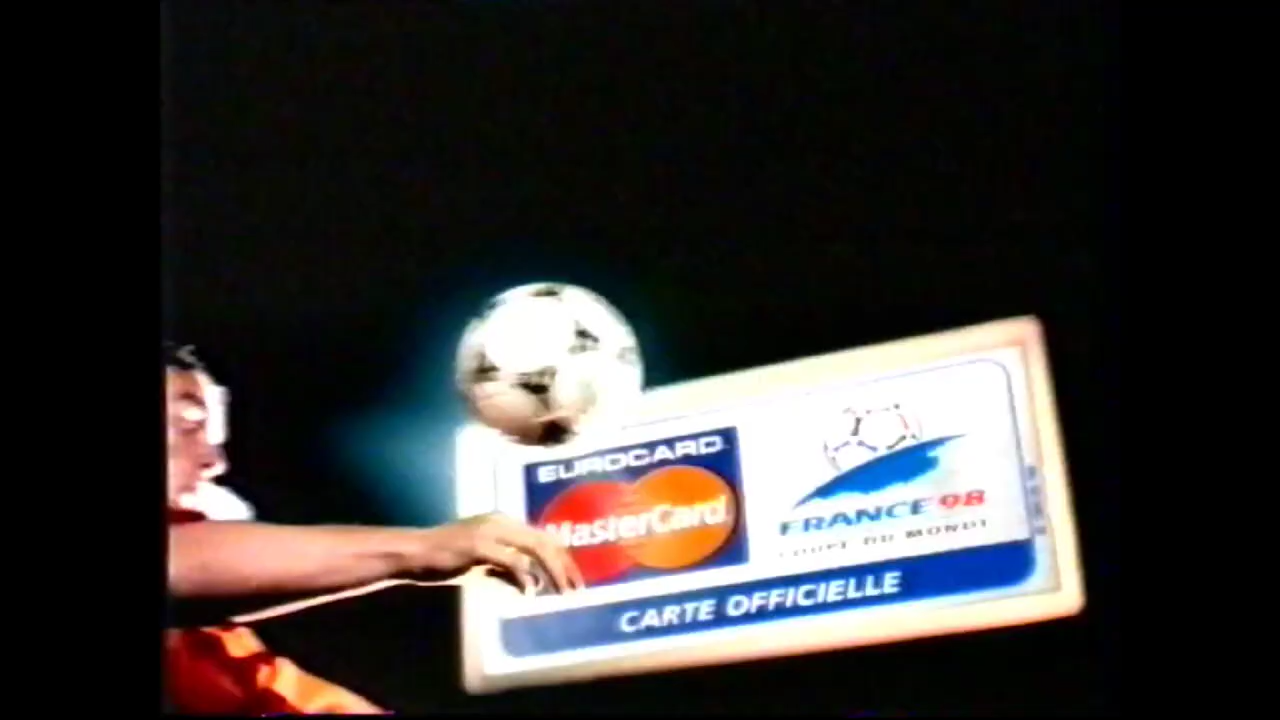 EUROCARD
MasterCard
FRANCE 98
COUPE DU MONDE
CARTE OFFICIELLE